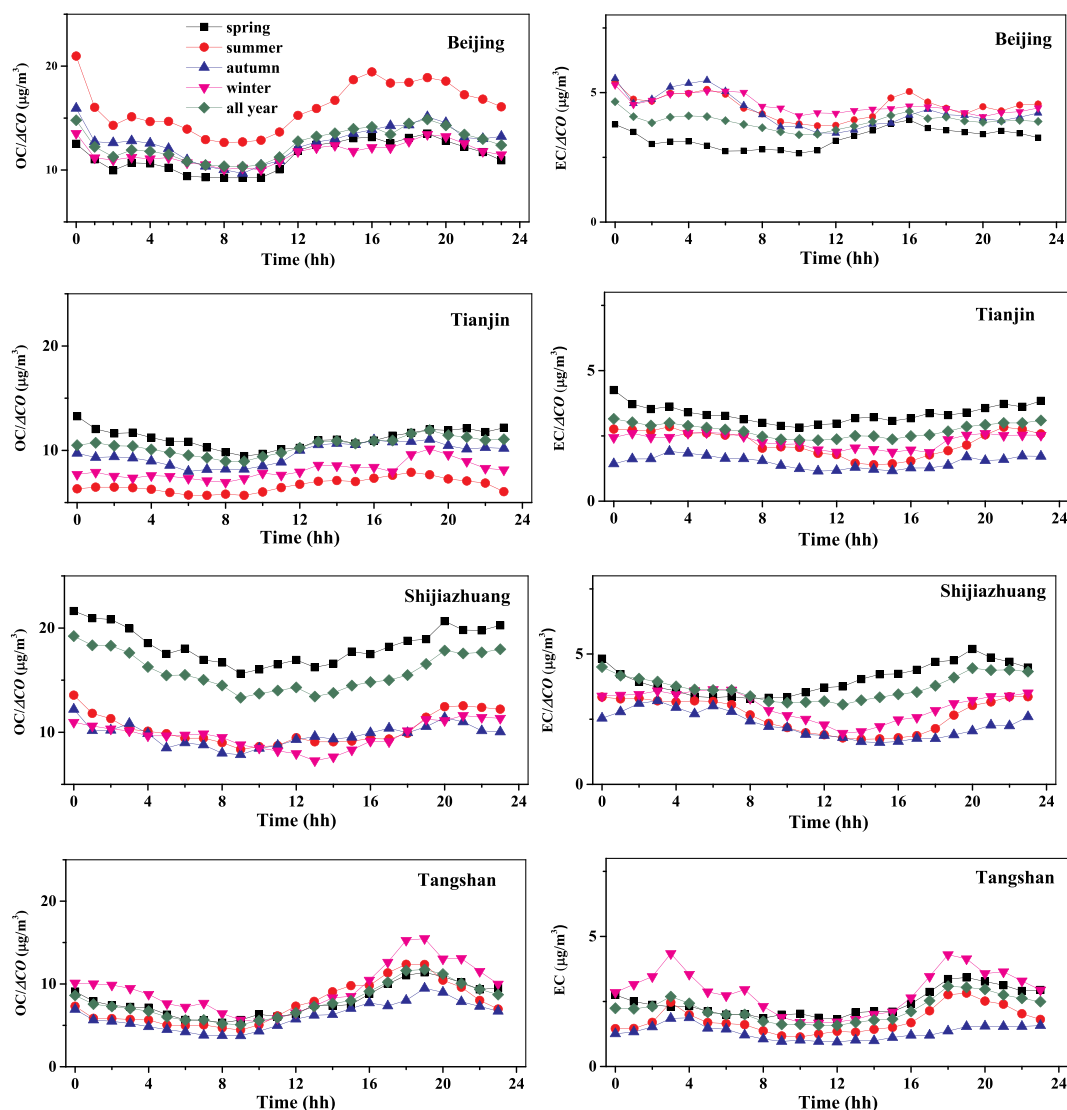 spring
summer
autumn
winter
all year
Beijing
20
10
OC/ΔCO (μg/m³)
0 4 8 12 16 20 24
Time (hh)
Beijing
5
0
EC/ΔCO (μg/m³)
0 4 8 12 16 20 24
Time (hh)
Tianjin
20
10
OC/ΔCO (μg/m³)
0 4 8 12 16 20 24
Time (hh)
Tianjin
5
0
EC/ΔCO (μg/m³)
0 4 8 12 16 20 24
Time (hh)
Shijiazhuang
20
10
OC/ΔCO (μg/m³)
0 4 8 12 16 20 24
Time (hh)
Shijiazhuang
5
0
EC/ΔCO (μg/m³)
0 4 8 12 16 20 24
Time (hh)
Tangshan
20
10
0
OC/ΔCO (μg/m³)
0 4 8 12 16 20 24
Time (hh)
Tangshan
5
0
EC (μg/m³)
0 4 8 12 16 20 24
Time (hh)